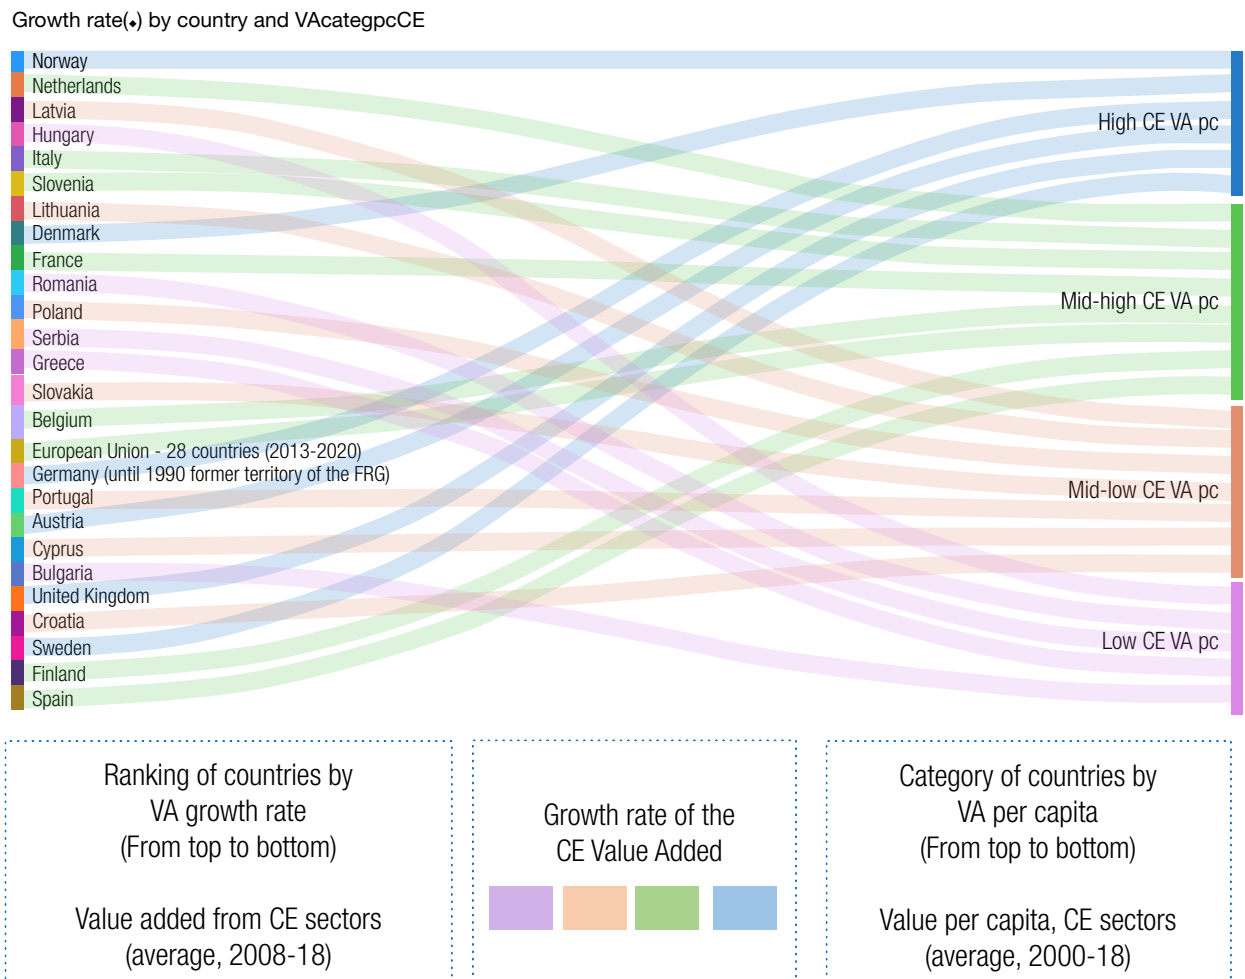 Growth rate(⬥) by country and VAcategpcCE
Norway
Netherlands
Latvia
Hungary
Italy
Slovenia
Lithuania
Denmark
France
Romania
Poland
Serbia
Greece
Slovakia
Belgium
European Union - 28 countries (2013-2020)
Germany (until 1990 former territory of the FRG)
Portugal
Austria
Cyprus
Bulgaria
United Kingdom
Croatia
Sweden
Finland
Spain
High CE VA pc
Mid-high CE VA pc
Mid-low CE VA pc
Low CE VA pc
Ranking of countries by
VA growth rate
(From top to bottom)
Value added from CE sectors
(average, 2008-18)
Growth rate of the
CE Value Added
Category of countries by
VA per capita
(From top to bottom)
Value per capita, CE sectors
(average, 2000-18)